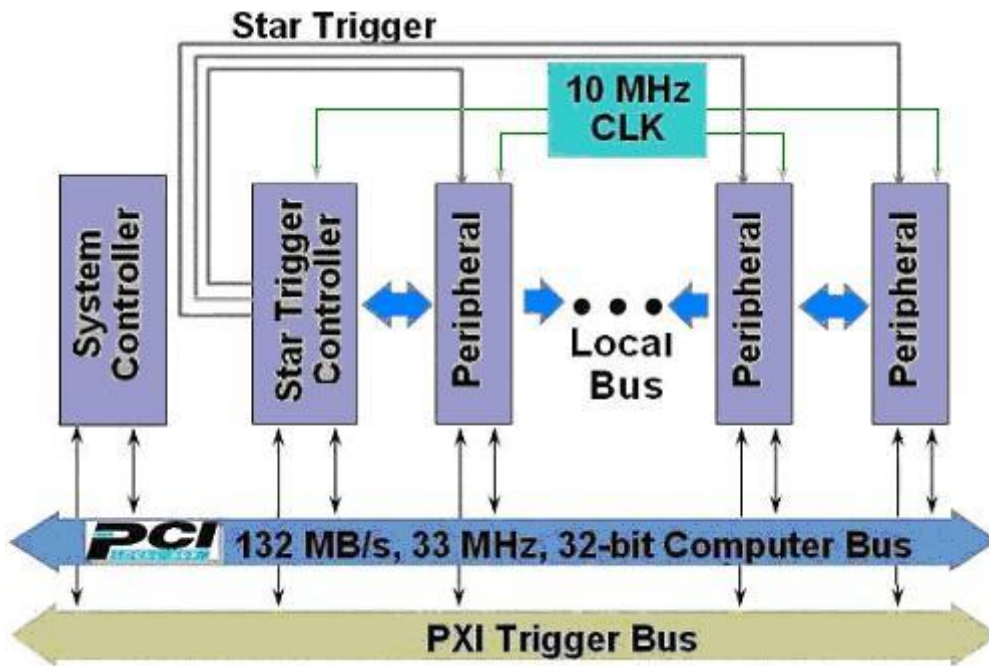 Star Trigger
10 MHz
CLK
System
Controller
Star Trigger
Controller
Peripheral
Peripheral
Peripheral
Local
Bus
PCI
132 MB/s, 33 MHz, 32-bit Computer Bus
PXI Trigger Bus